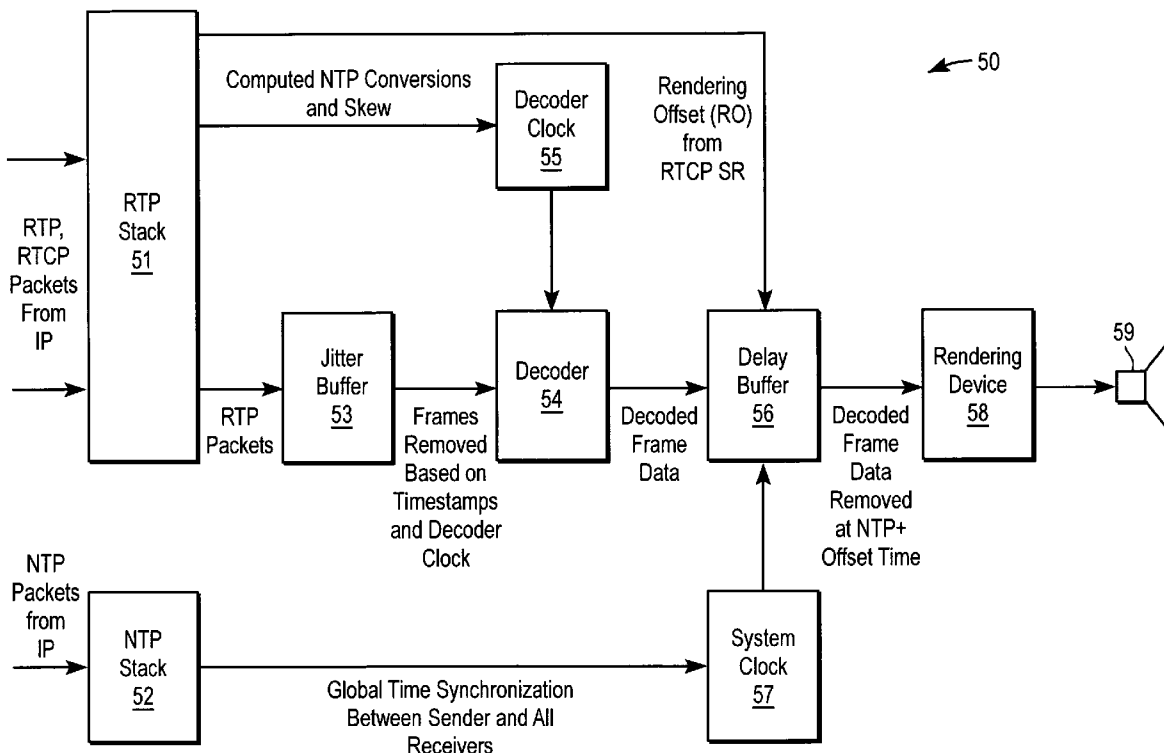 50
Computed NTP Conversions
and Skew
Decoder
Clock
55
Rendering
Offset (RO)
from
RTCP SR
RTP
Stack
51
RTP,
RTCP
Packets
From
IP
Jitter
Buffer
53
Decoder
54
Delay
Buffer
56
Rendering
Device
58
59
RTP
Packets
Frames
Removed
Based on
Timestamps
and Decoder
Clock
Decoded
Frame
Data
Decoded
Frame
Data
Removed
at NTP+
Offset Time
NTP
Packets
from
IP
NTP
Stack
52
System
Clock
57
Global Time Synchronization
Between Sender and All
Receivers